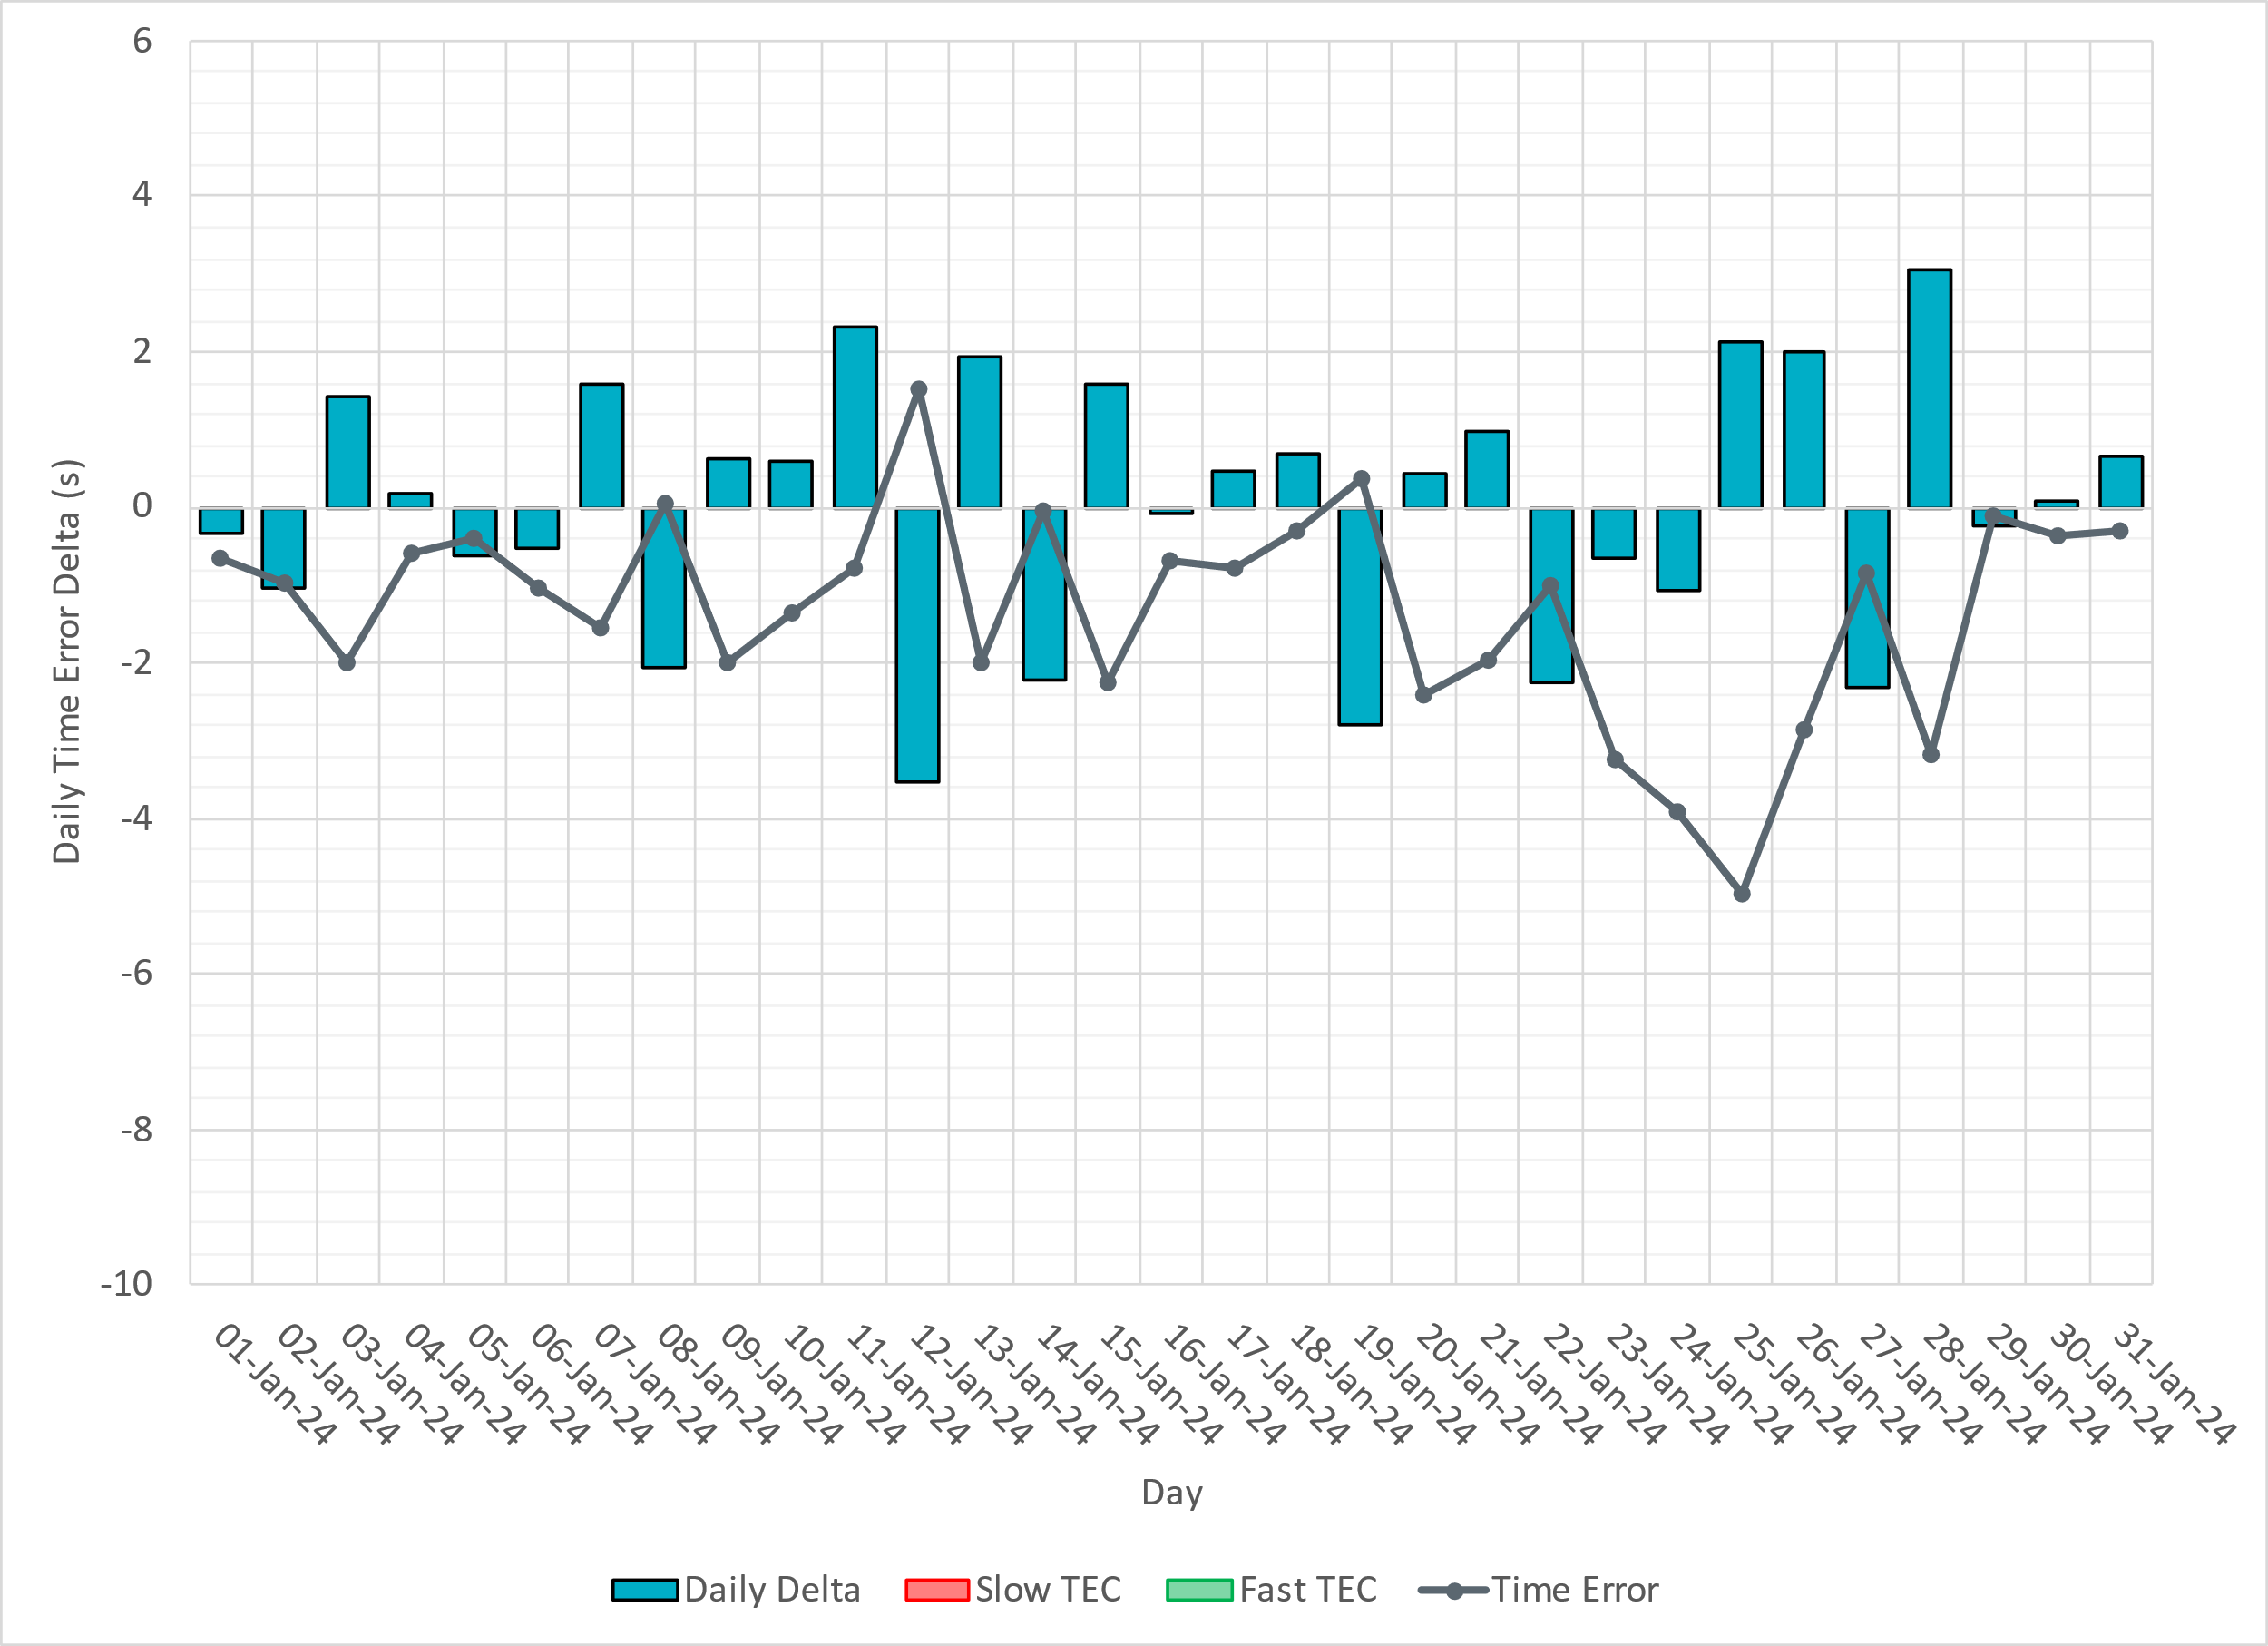 6
4
2
0
-2
-4
-6
-8
-10
Daily Time Error Delta (s)
01-Jan-24
02-Jan-24
03-Jan-24
04-Jan-24
05-Jan-24
06-Jan-24
07-Jan-24
08-Jan-24
09-Jan-24
10-Jan-24
11-Jan-24
12-Jan-24
13-Jan-24
14-Jan-24
15-Jan-24
16-Jan-24
17-Jan-24
18-Jan-24
19-Jan-24
20-Jan-24
21-Jan-24
22-Jan-24
23-Jan-24
24-Jan-24
25-Jan-24
26-Jan-24
27-Jan-24
28-Jan-24
29-Jan-24
30-Jan-24
31-Jan-24
Day
Daily Delta Slow TEC Fast TEC Time Error